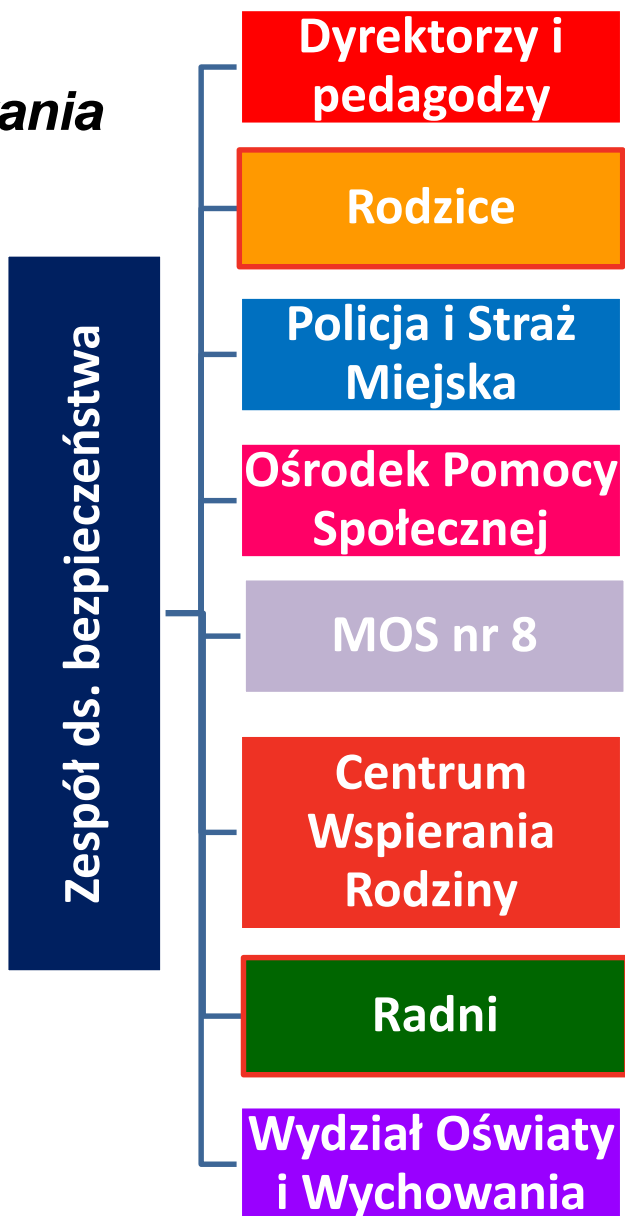 Dyrektorzy i
pedagodzy
Rodzice
Policja i Straż
Miejska
Ośrodek Pomocy
Społecznej
MOS nr 8
Centrum
Wspierania
Rodziny
Radni
Wydział Oświaty
i Wychowania
Zespół ds. bezpieczeństwa